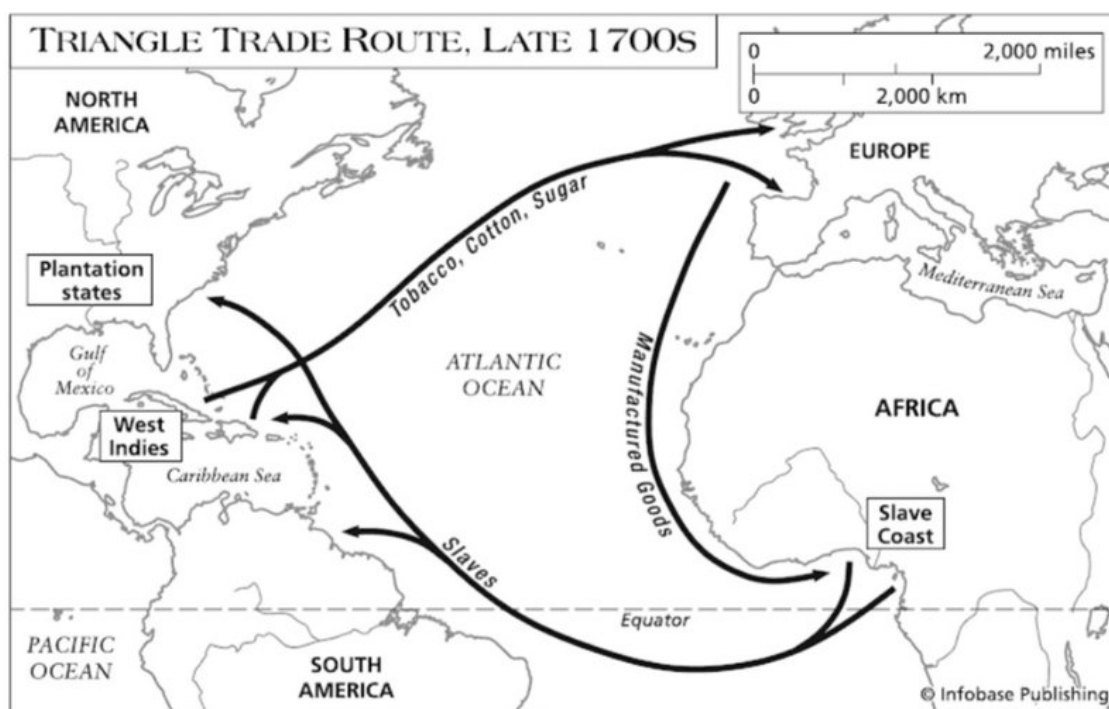 TRIANGLE TRADE ROUTE, LATE 1700S
0 2,000 miles
0 2,000 km
NORTH
AMERICA
EUROPE
Tobacco, Cotton, Sugar
Plantation
states
Mediterranean Sea
Gulf
of
Mexico
ATLANTIC
OCEAN
Manufactured Goods
AFRICA
West
Indies
Caribbean Sea
Slave
Coast
Slaves
Equator
PACIFIC
OCEAN
SOUTH
AMERICA
© Infobase Publishing